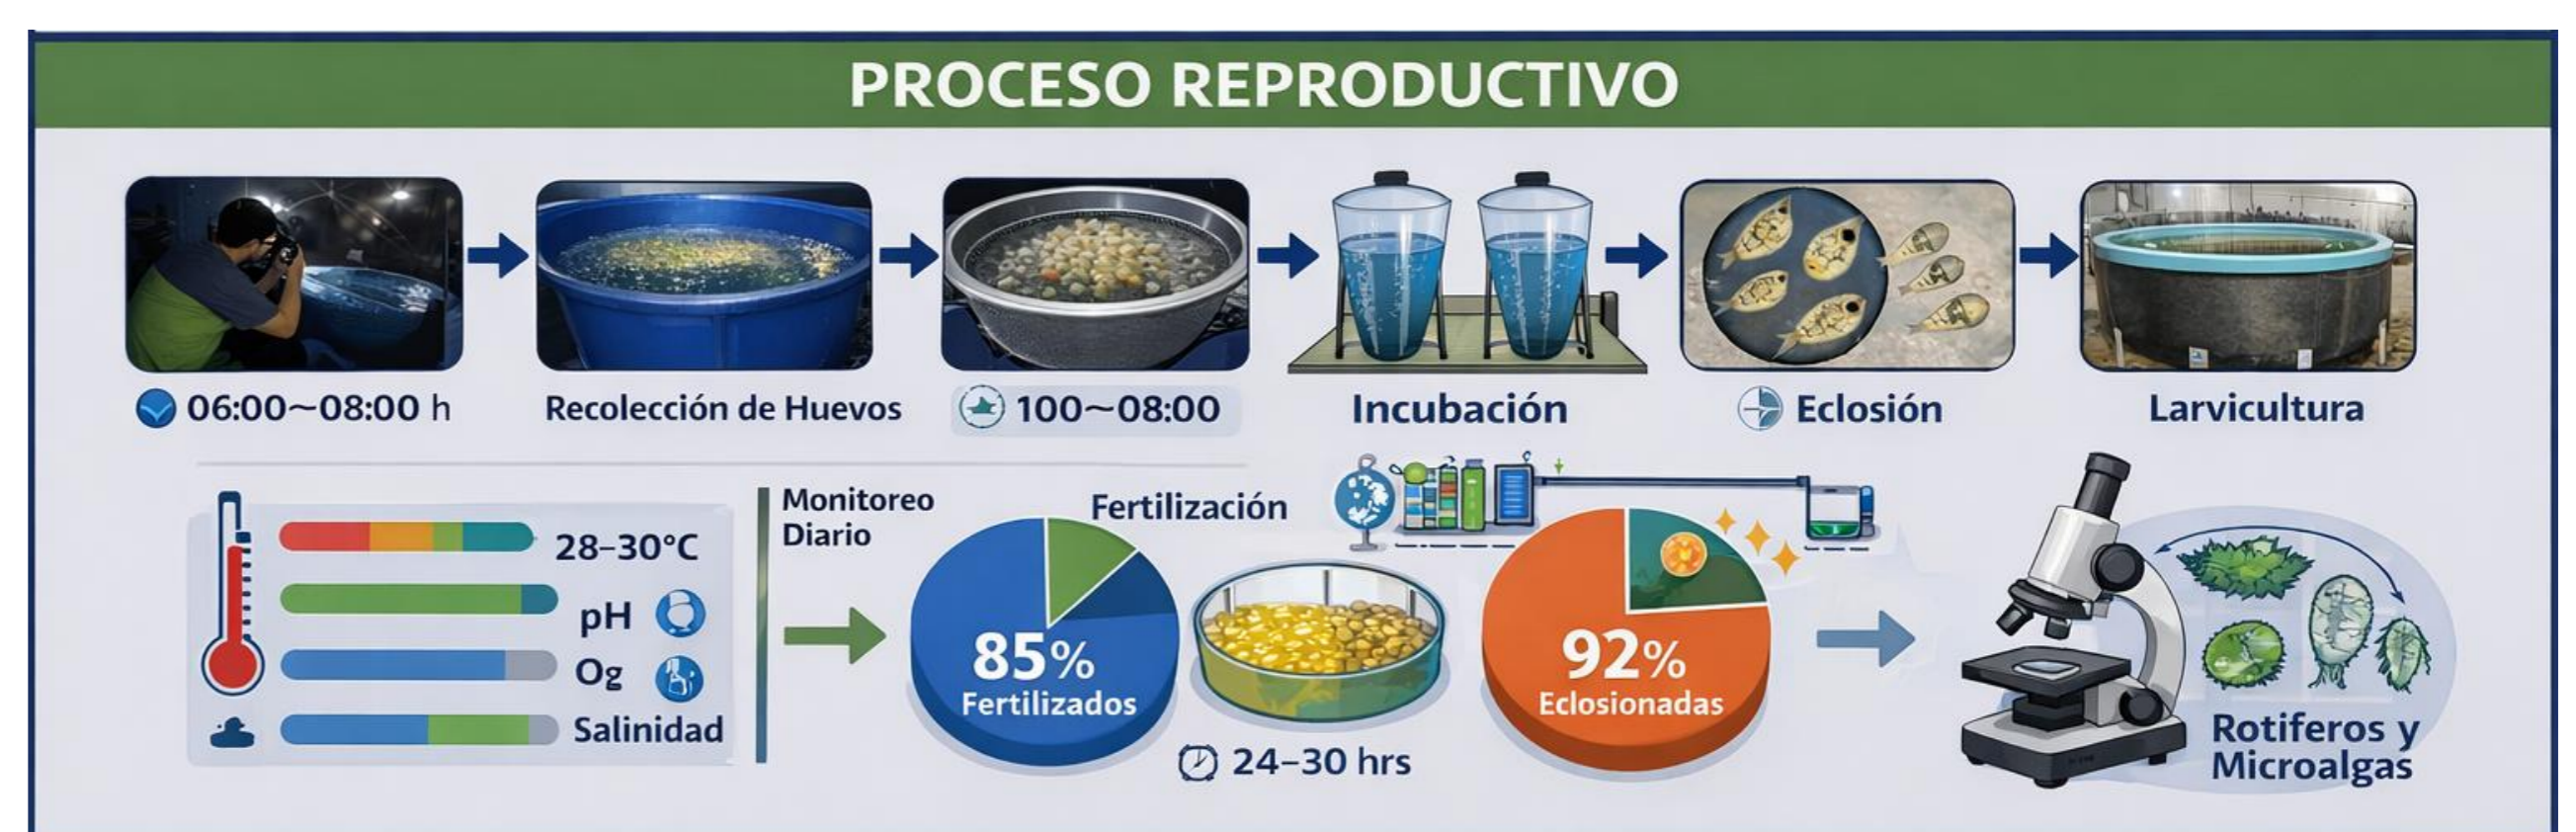 PROCESO REPRODUCTIVO
06:00~08:00 h
Recolección de Huevos
100~08:00
Incubación
Eclosión
Larvicultura
28–30°C
pH
Og
Salinidad
Monitoreo
Diario
Fertilización
85%
Fertilizados
24–30 hrs
92%
Eclosionadas
Rotiferos y
Microalgas